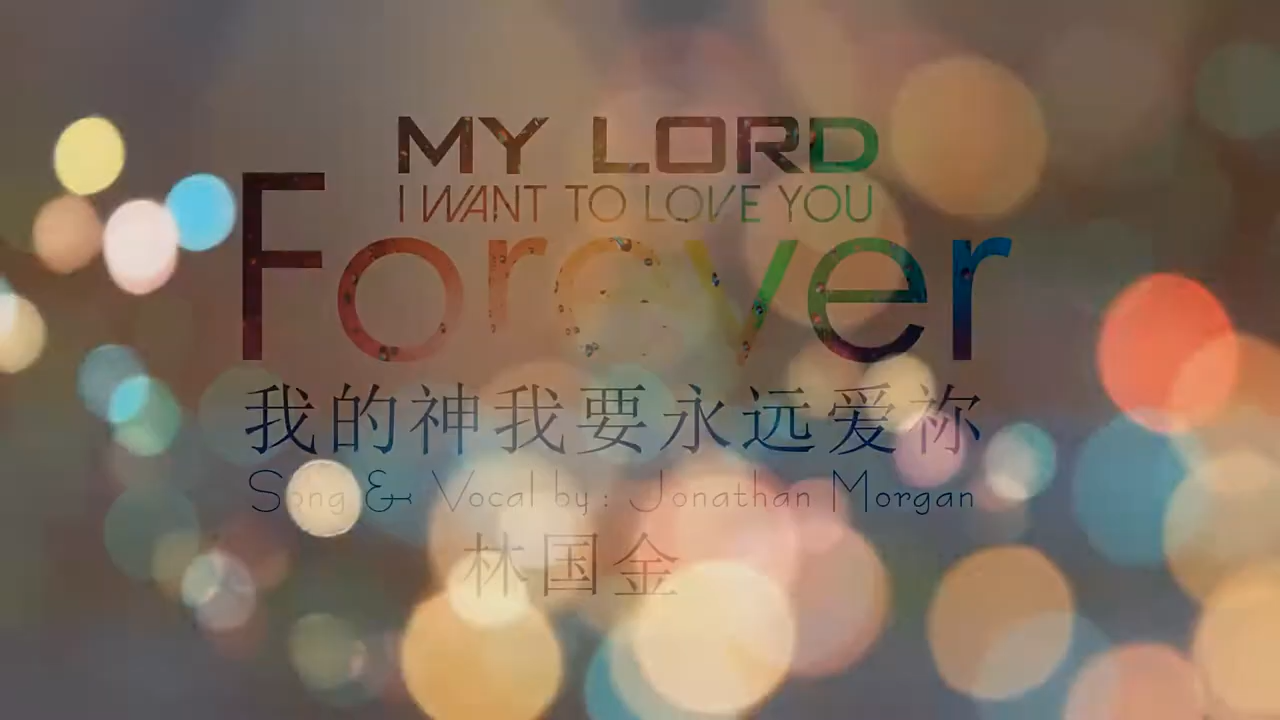 MY LORD
I WANT TO LOVE YOU
Forever
我的神我要永远爱祢
Song & Vocal by: Jonathan Morgan
林国金